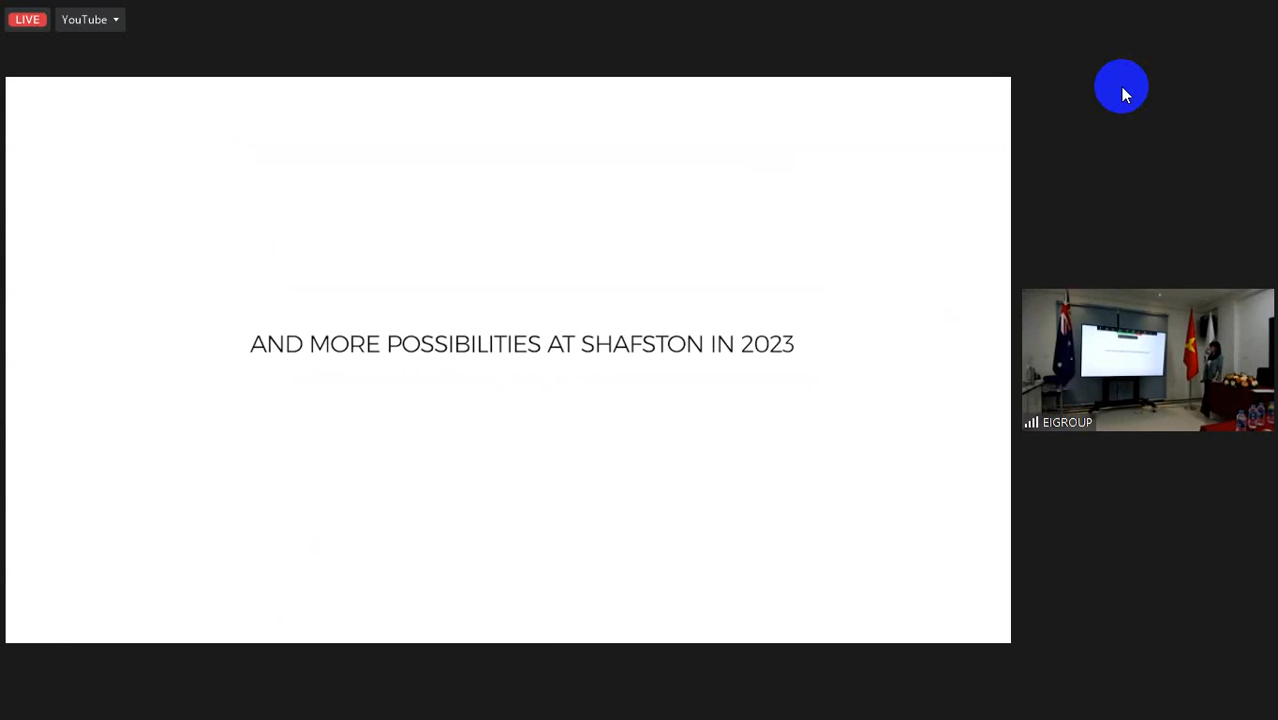 LIVE
YouTube
AND MORE POSSIBILITIES AT SHAFSTON IN 2023
EIGROUP